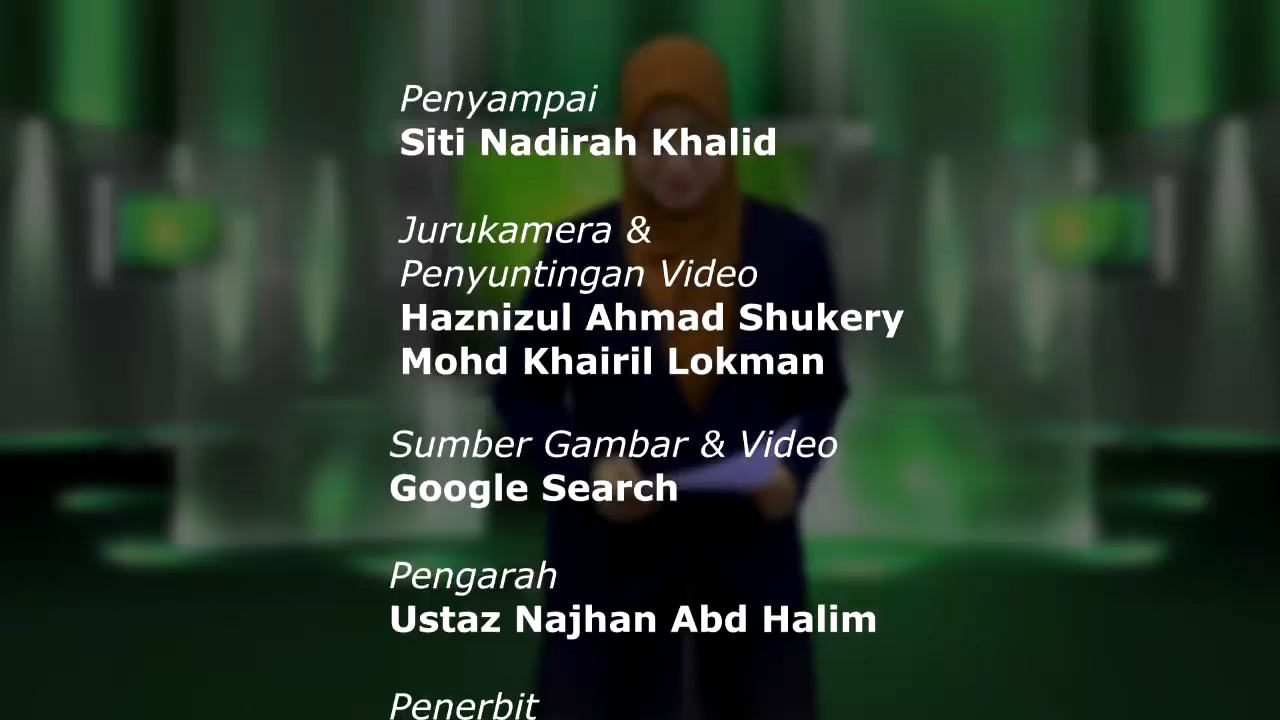 Penyampai
Siti Nadirah Khalid
Jurukamera &
Penyuntingan Video
Haznizul Ahmad Shukery
Mohd Khairil Lokman
Sumber Gambar & Video
Google Search
Pengarah
Ustaz Najhan Abd Halim
Penerbit